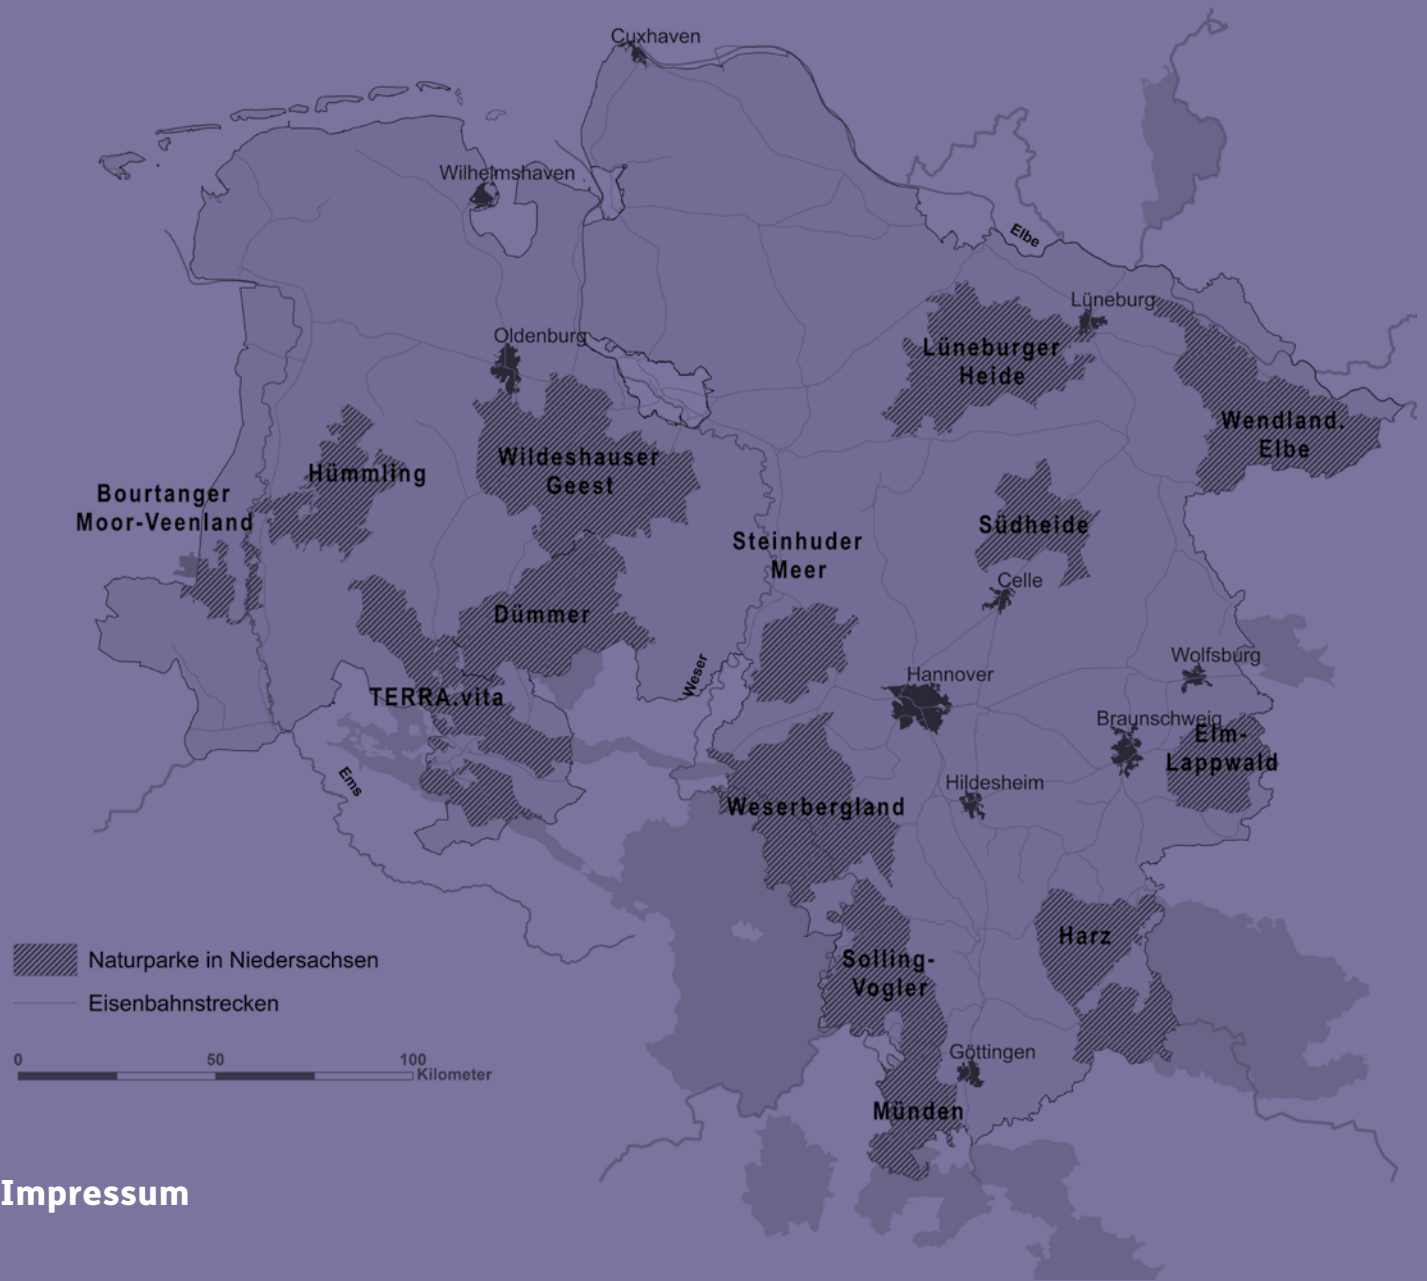 Cuxhaven
Wilhelmshaven
Elbe
Lüneburg
Oldenburg
Lüneburger
Heide
Wendland.
Elbe
Wildeshauser
Geest
Hümmling
Bourtanger
Moor-Veenland
Südheide
Steinhuder
Meer
Celle
Dümmer
Weser
Wolfsburg
Hannover
TERRA.vita
Braunschweig
Elm-
Lappwald
Ems
Hildesheim
Weserbergland
Harz
Solling-
Vogler
Naturparke in Niedersachsen
Eisenbahnstrecken
0 50 100
Kilometer
Göttingen
Münden
Impressum